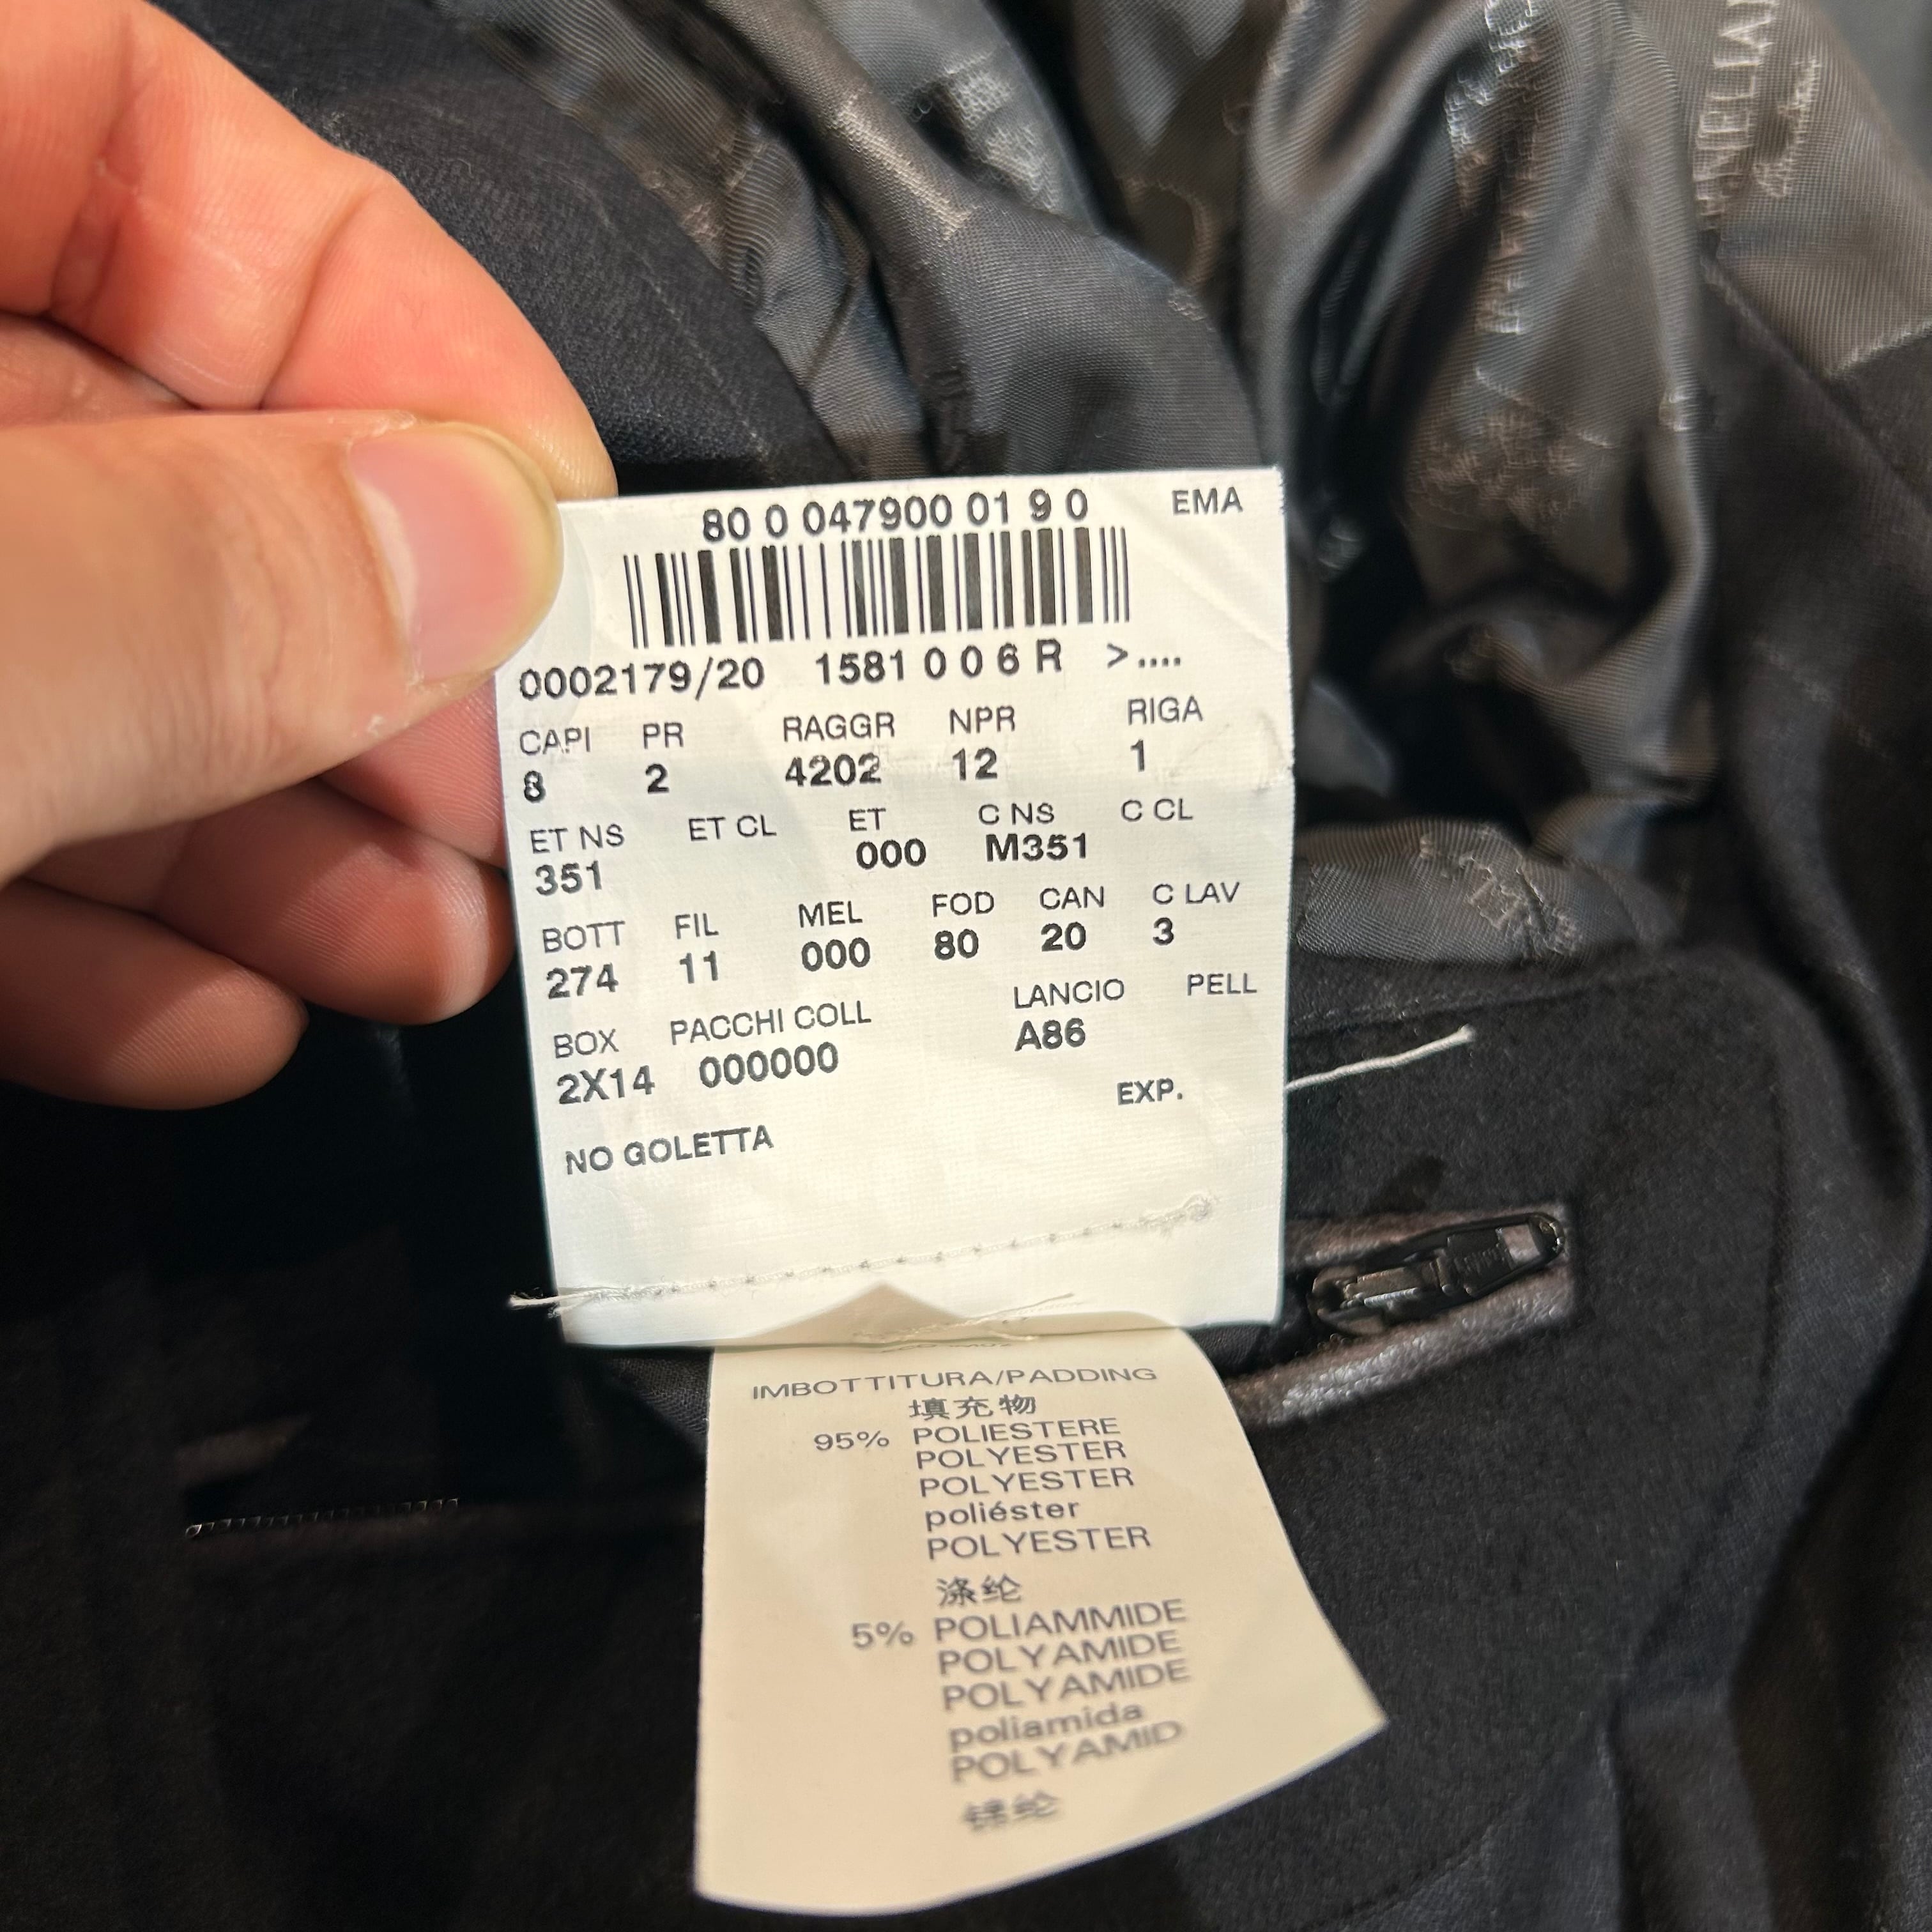 80 0 047900 01 9 0 EMA
0002179/20 1581 0 0 6 R >....
CAPI PR RAGGR NPR RIGA
8 2 4202 12 1
ET NS ET CL ET C NS C CL
351 000 M351
BOTT FIL MEL FOD CAN C LAV
274 11 000 80 20 3
BOX PACCHI COLL LANCIO PELL
2X14 000000 A86
EXP.
NO GOLETTA
IMBOTTITURA/PADDING
填充物
95% POLIESTERE
POLYESTER
POLYESTER
poliéster
POLYESTER
涤纶
5% POLIAMMIDE
POLYAMIDE
POLYAMIDE
poliamida
POLYAMID
锦纶